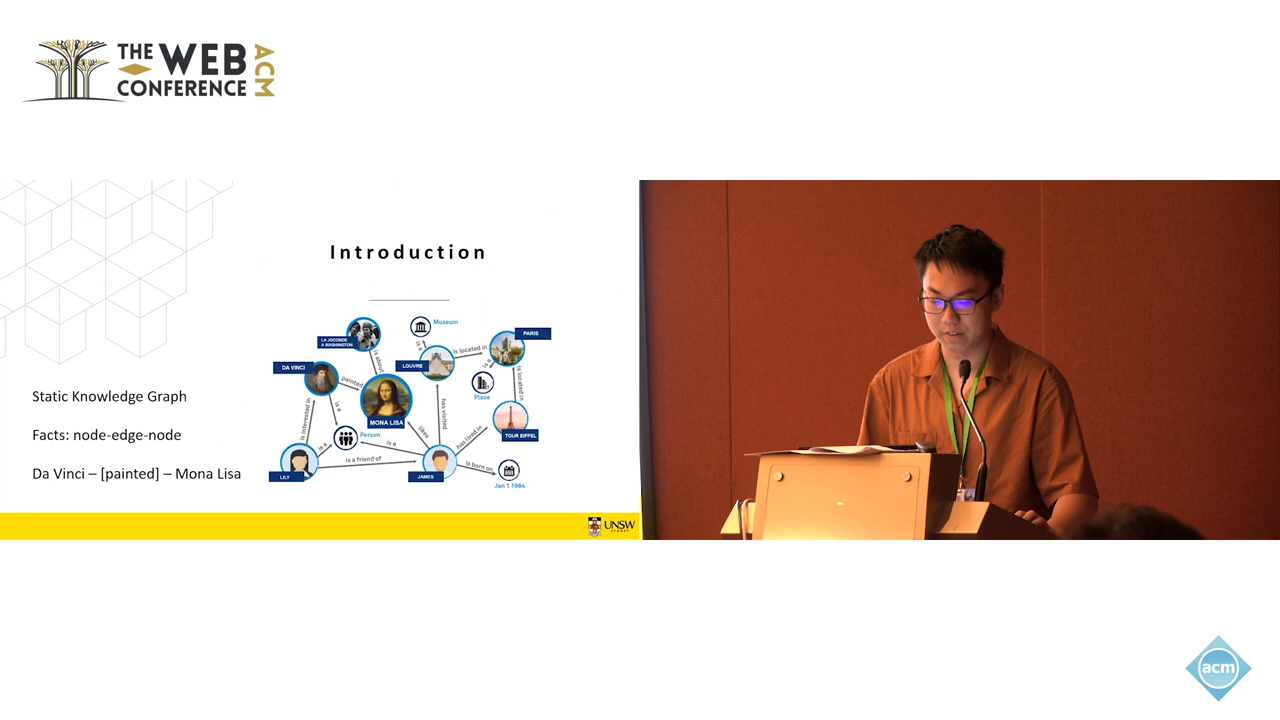 THE WEB
CONFERENCE
ACM
Introduction
Static Knowledge Graph
Facts: node-edge-node
Da Vinci – [painted] – Mona Lisa
LA JOCONDE
A WASHINGTON
Museum
PARIS
is about
is a
is located in
DA VINCI
LOUVRE
painted
is a
Place
is located in
MONA LISA
is interested in
is a
has visited
likes
TOUR EIFFEL
Person
is a
is a
has lived in
is a friend of
is born on
LILY
JAMES
Jan 1 1984
UNSW
SYDNEY
acm